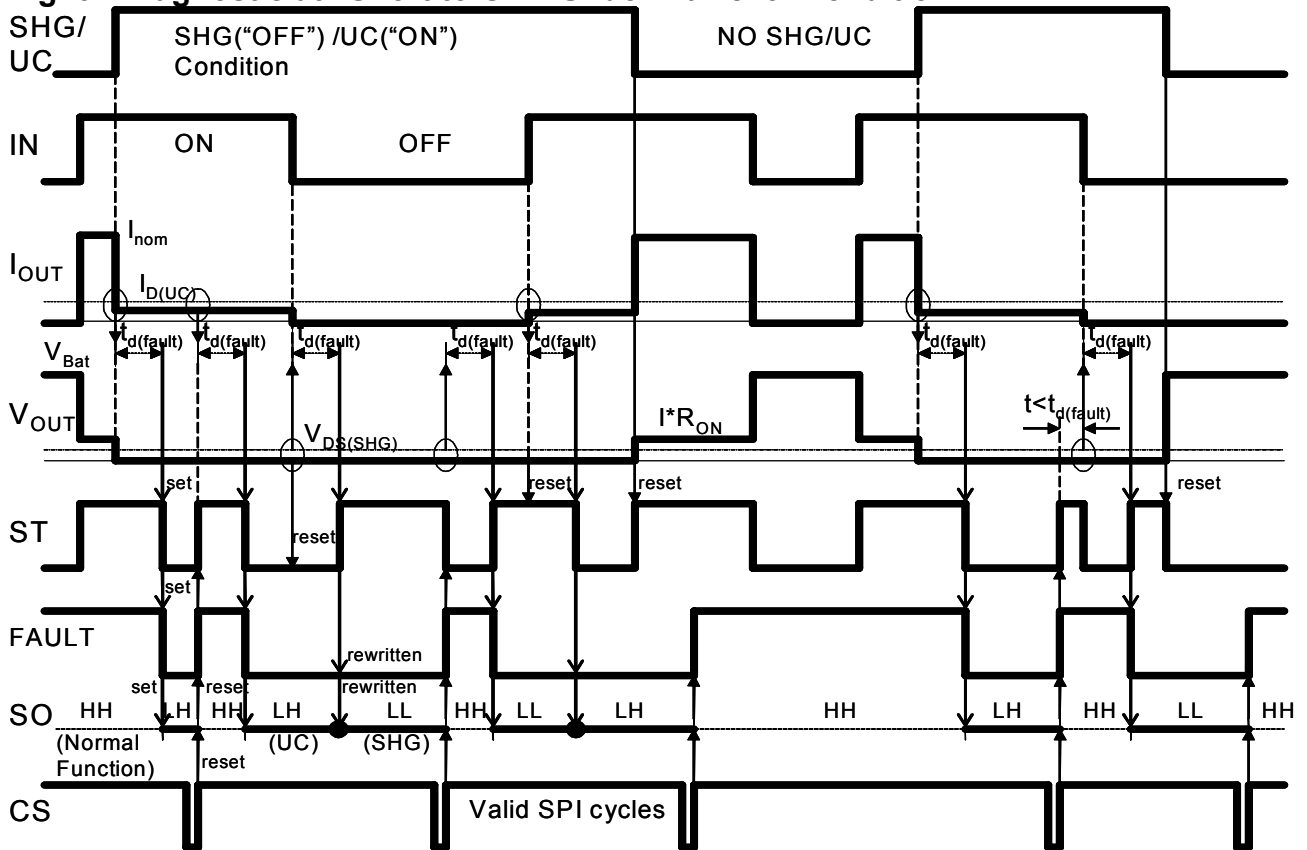 SHG/
UC
SHG("OFF") /UC("ON")
Condition
NO SHG/UC
IN
ON
OFF
I_OUT
I_nom
I_D(UC)
t_d(fault)
t_d(fault)
t_d(fault)
t_d(fault)
t_d(fault)
t_d(fault)
t_d(fault)
V_Bat
V_OUT
V_DS(SHG)
I*R_ON
t<t_d(fault)
set
reset
reset
reset
ST
reset
set
FAULT
rewritten
set
reset
rewritten
SO
HH
LH
HH
LH
LL
HH
LL
LH
HH
LH
HH
LL
HH
(Normal
Function)
(UC)
(SHG)
reset
CS
Valid SPI cycles